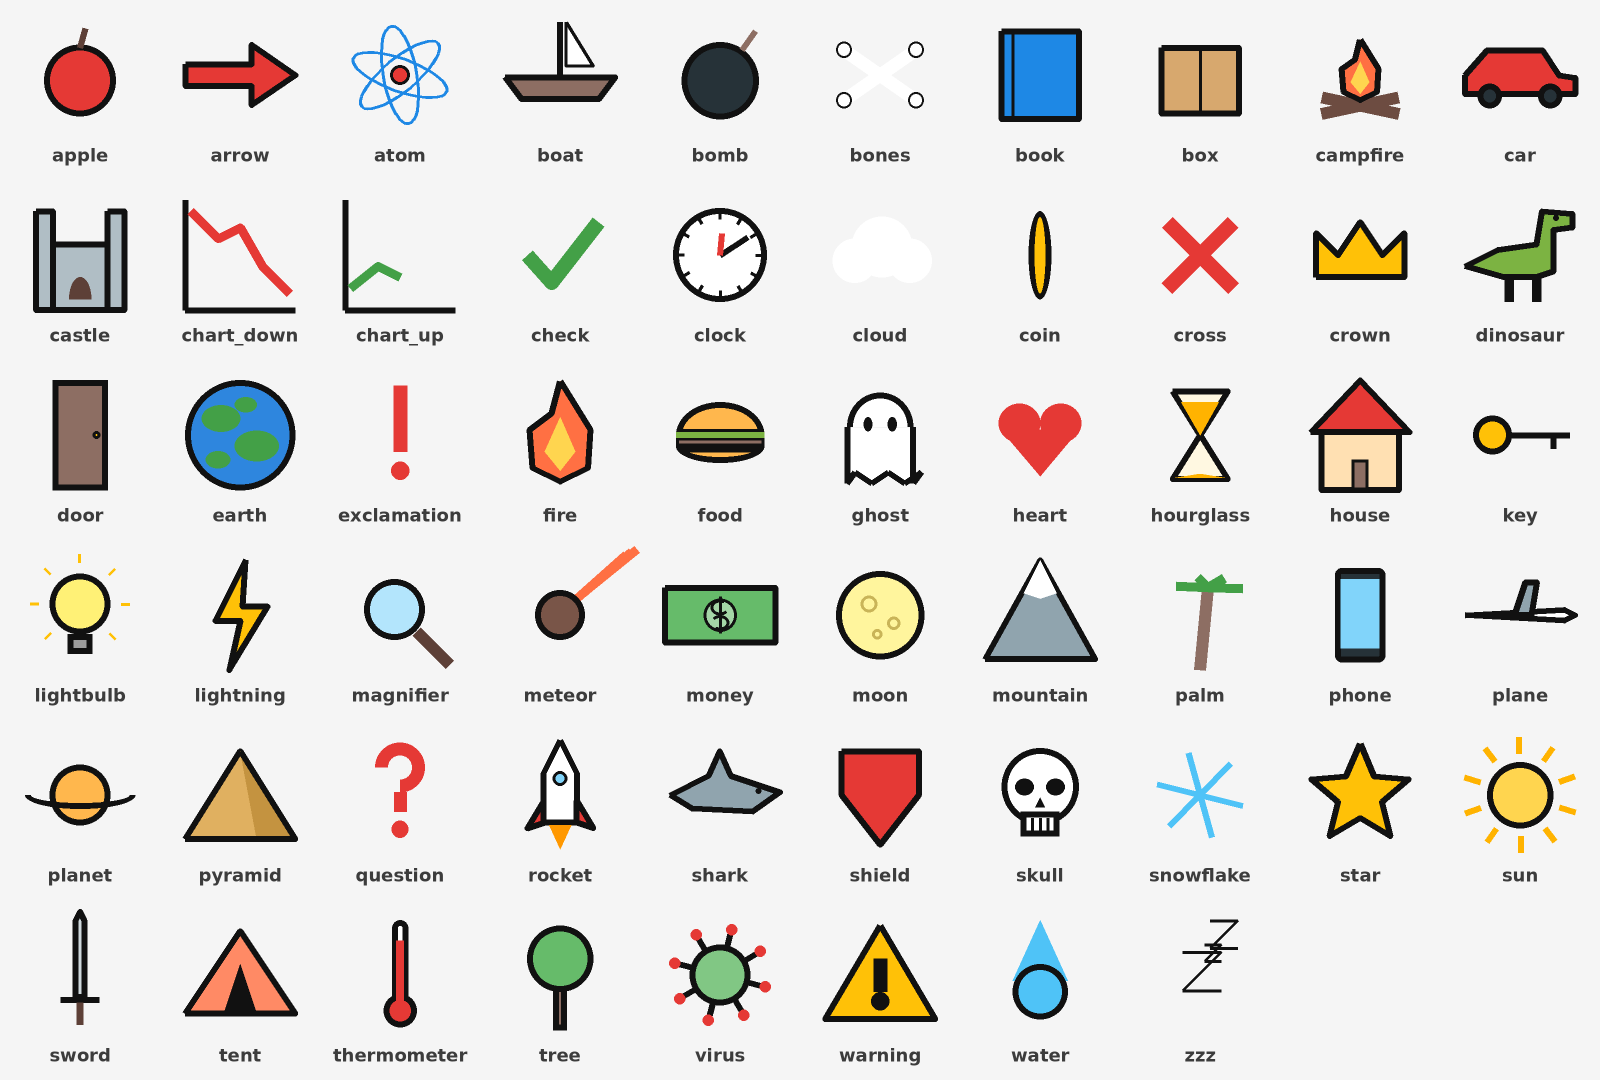 apple arrow atom boat bomb bones book box campfire car
castle chart_down chart_up check clock cloud coin cross crown dinosaur
door earth exclamation fire food ghost heart hourglass house key
lightbulb lightning magnifier meteor money moon mountain palm phone plane
planet pyramid question rocket shark shield skull snowflake star sun
sword tent thermometer tree virus warning water zzz